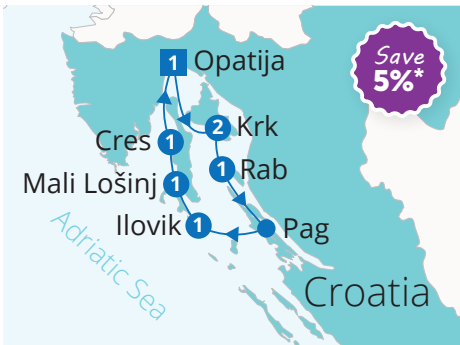 1 Opatija
Save
5%*
2 Krk
Cres 1
1 Rab
Mali Lošinj 1
Ilovik 1
Pag
Adriatic Sea
Croatia